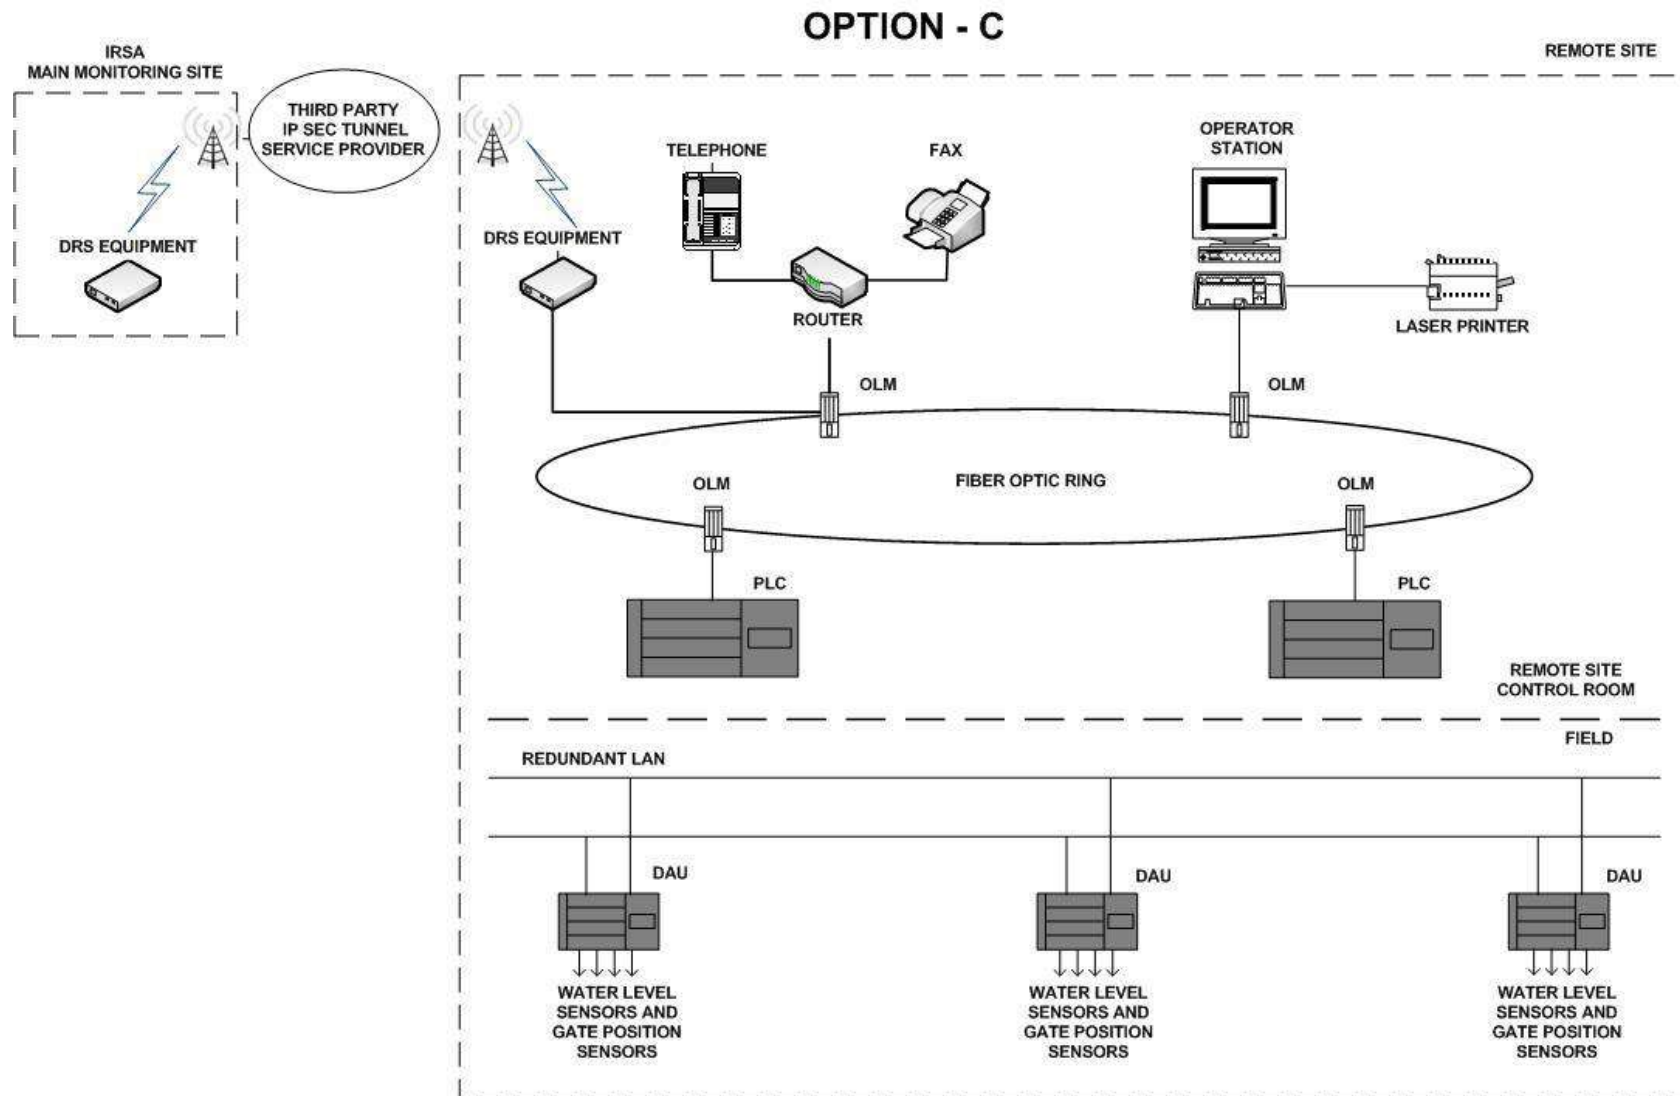 OPTION - C
IRSA
MAIN MONITORING SITE
REMOTE SITE
THIRD PARTY
IP SEC TUNNEL
SERVICE PROVIDER
TELEPHONE
FAX
OPERATOR
STATION
DRS EQUIPMENT
DRS EQUIPMENT
ROUTER
LASER PRINTER
OLM
OLM
FIBER OPTIC RING
OLM
OLM
PLC
PLC
REMOTE SITE
CONTROL ROOM
FIELD
REDUNDANT LAN
DAU
DAU
DAU
WATER LEVEL
SENSORS AND
GATE POSITION
SENSORS
WATER LEVEL
SENSORS AND
GATE POSITION
SENSORS
WATER LEVEL
SENSORS AND
GATE POSITION
SENSORS